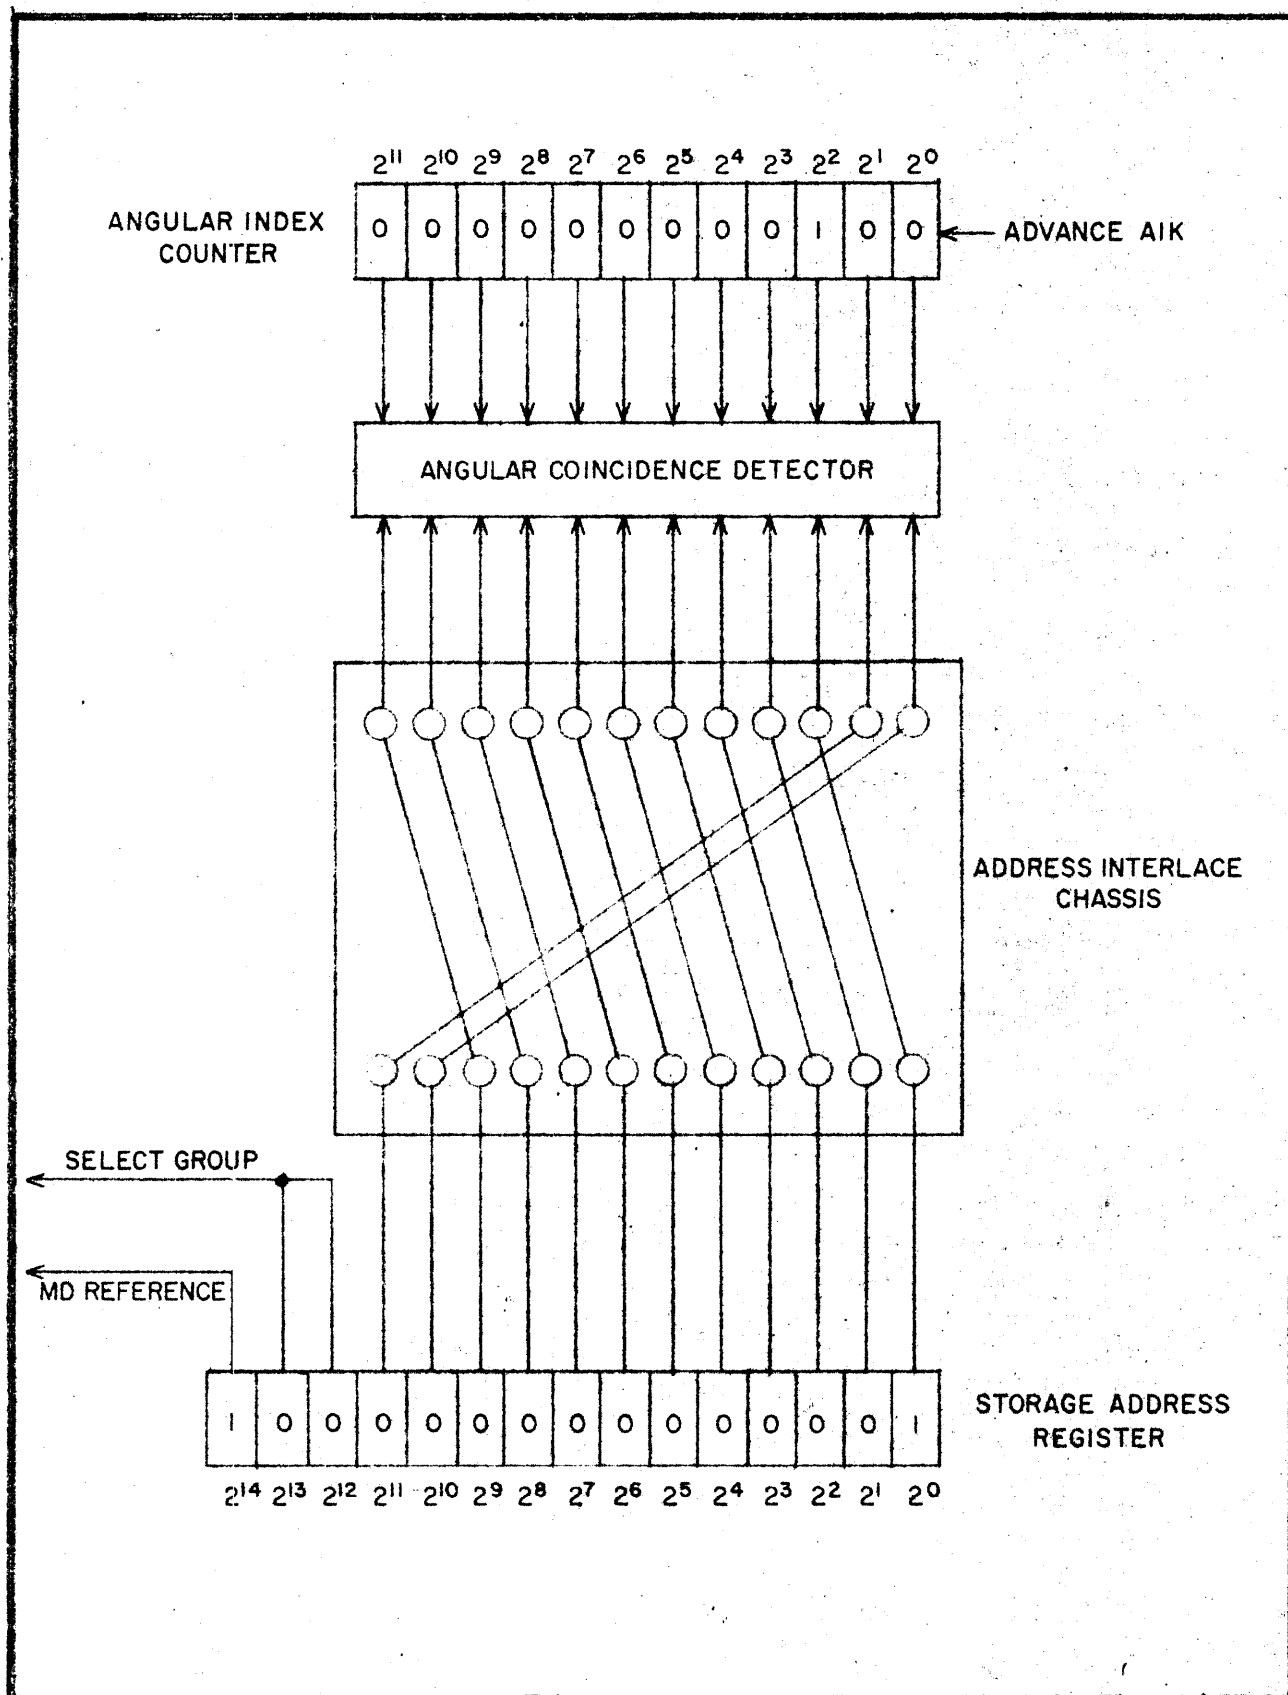 2¹¹ 2¹⁰ 2⁹ 2⁸ 2⁷ 2⁶ 2⁵ 2⁴ 2³ 2² 2¹ 2⁰
ANGULAR INDEX
COUNTER
0 0 0 0 0 0 0 0 0 1 0 0
ADVANCE AIK
ANGULAR COINCIDENCE DETECTOR
ADDRESS INTERLACE
CHASSIS
SELECT GROUP
MD REFERENCE
1 0 0 0 0 0 0 0 0 0 0 0 0 0 1
STORAGE ADDRESS
REGISTER
2¹⁴ 2¹³ 2¹² 2¹¹ 2¹⁰ 2⁹ 2⁸ 2⁷ 2⁶ 2⁵ 2⁴ 2³ 2² 2¹ 2⁰